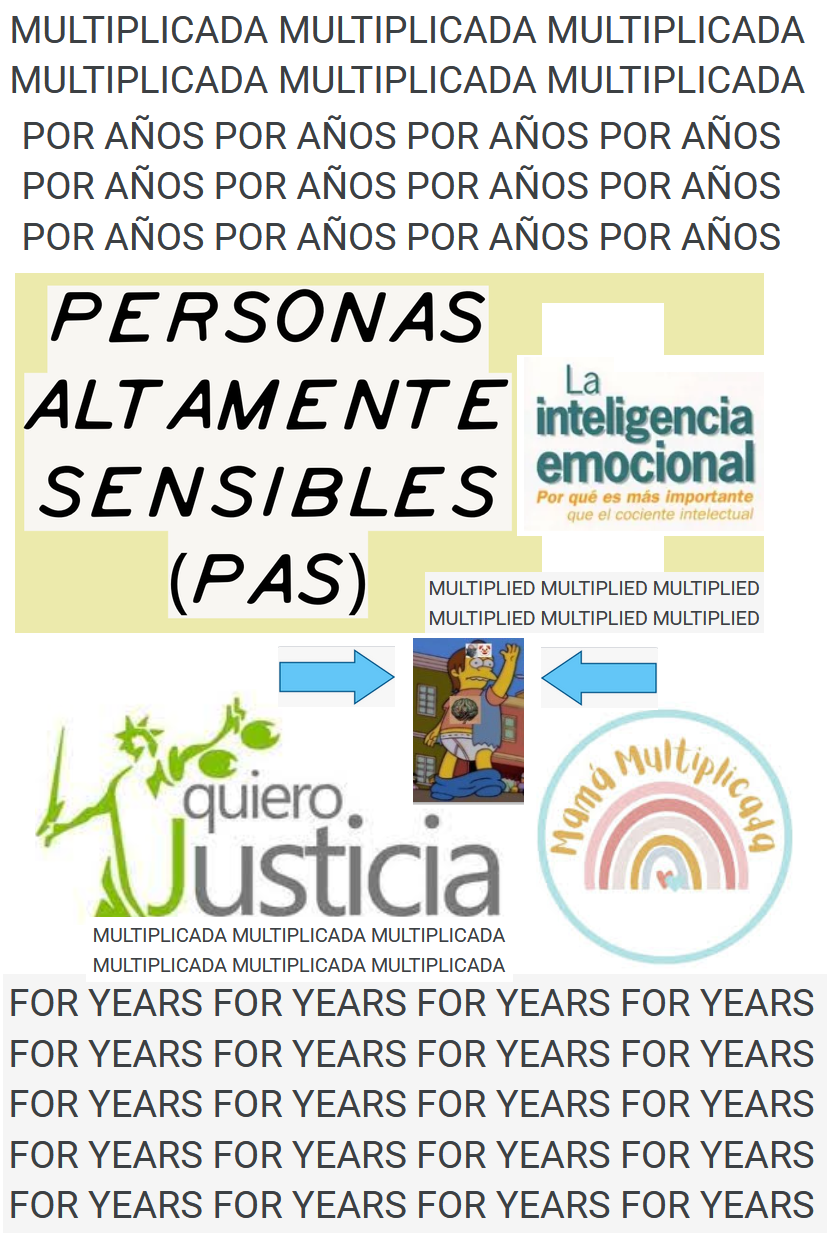 MULTIPLICADA MULTIPLICADA MULTIPLICADA
MULTIPLICADA MULTIPLICADA MULTIPLICADA
POR AÑOS POR AÑOS POR AÑOS POR AÑOS
POR AÑOS POR AÑOS POR AÑOS POR AÑOS
POR AÑOS POR AÑOS POR AÑOS POR AÑOS
PERSONAS
ALTAMENTE
SENSIBLES
(PAS)
La
inteligencia
emocional
Por qué es más importante
que el cociente intelectual
MULTIPLIED MULTIPLIED MULTIPLIED
MULTIPLIED MULTIPLIED MULTIPLIED
quiero
Justicia
Mamá Multiplicada
MULTIPLICADA MULTIPLICADA MULTIPLICADA
MULTIPLICADA MULTIPLICADA MULTIPLICADA
FOR YEARS FOR YEARS FOR YEARS FOR YEARS
FOR YEARS FOR YEARS FOR YEARS FOR YEARS
FOR YEARS FOR YEARS FOR YEARS FOR YEARS
FOR YEARS FOR YEARS FOR YEARS FOR YEARS
FOR YEARS FOR YEARS FOR YEARS FOR YEARS